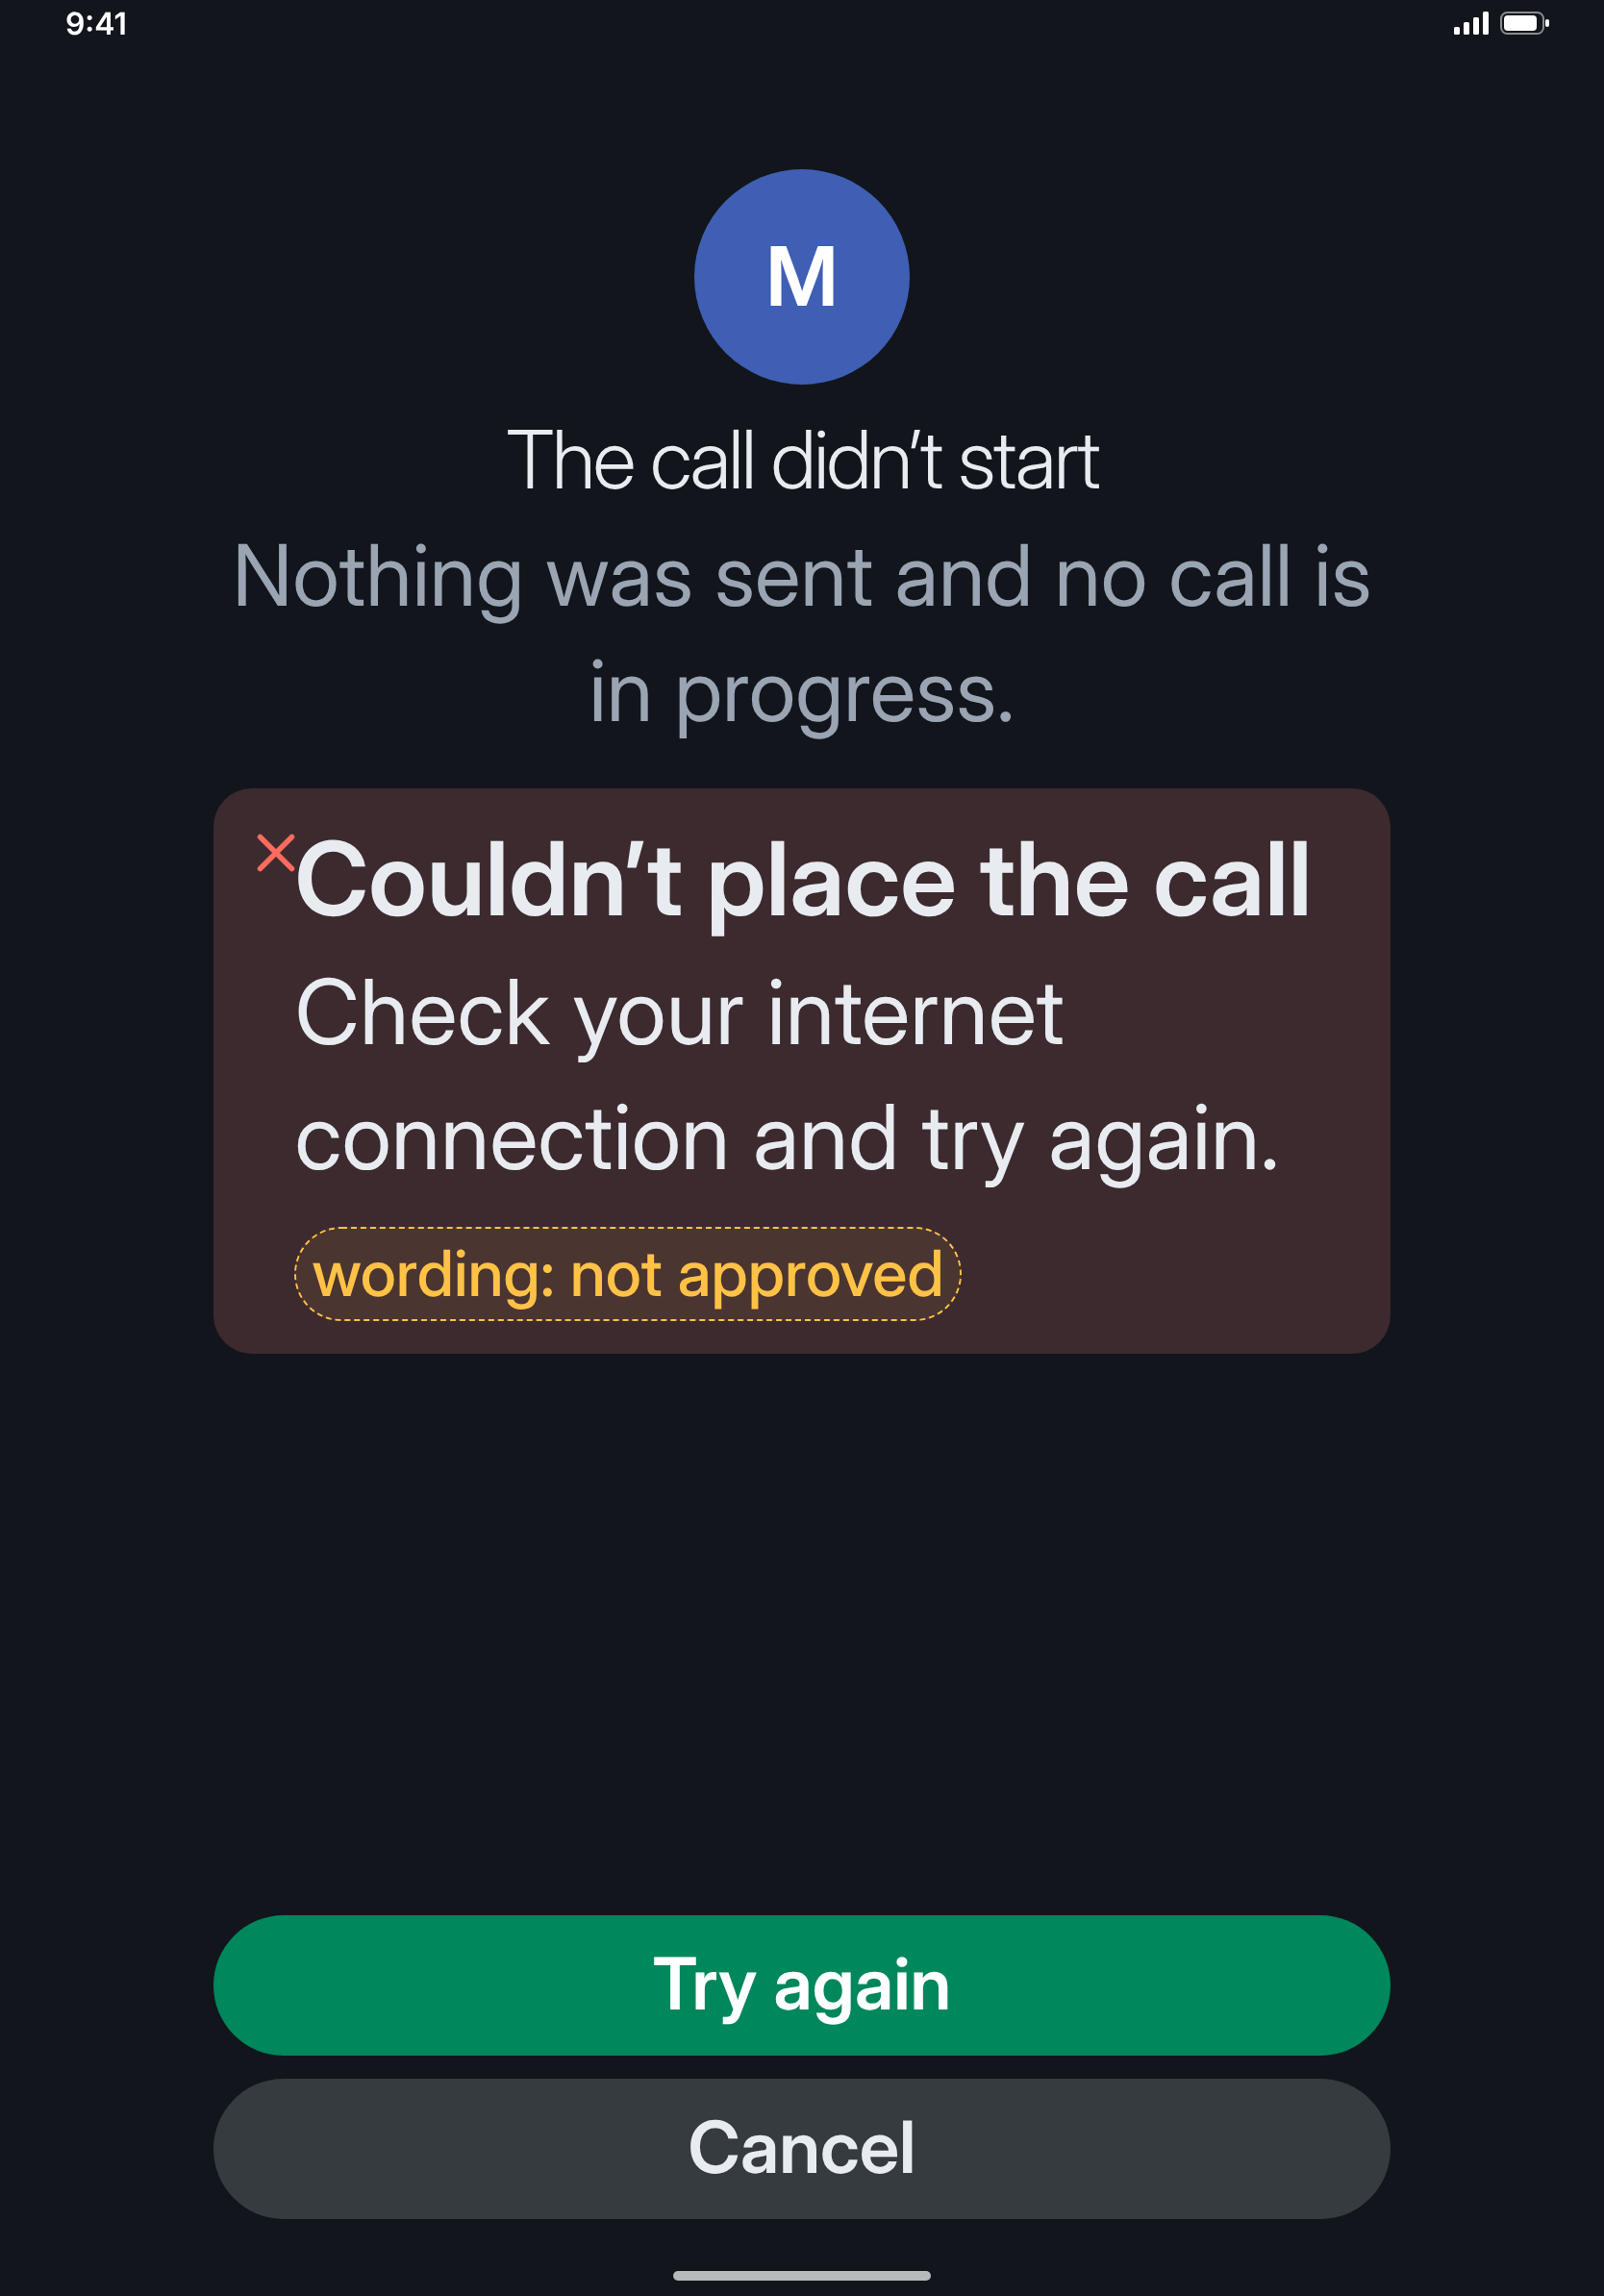 9:41
M
The call didn’t start
Nothing was sent and no call is
in progress.
Couldn’t place the call
Check your internet
connection and try again.
wording: not approved
Try again
Cancel